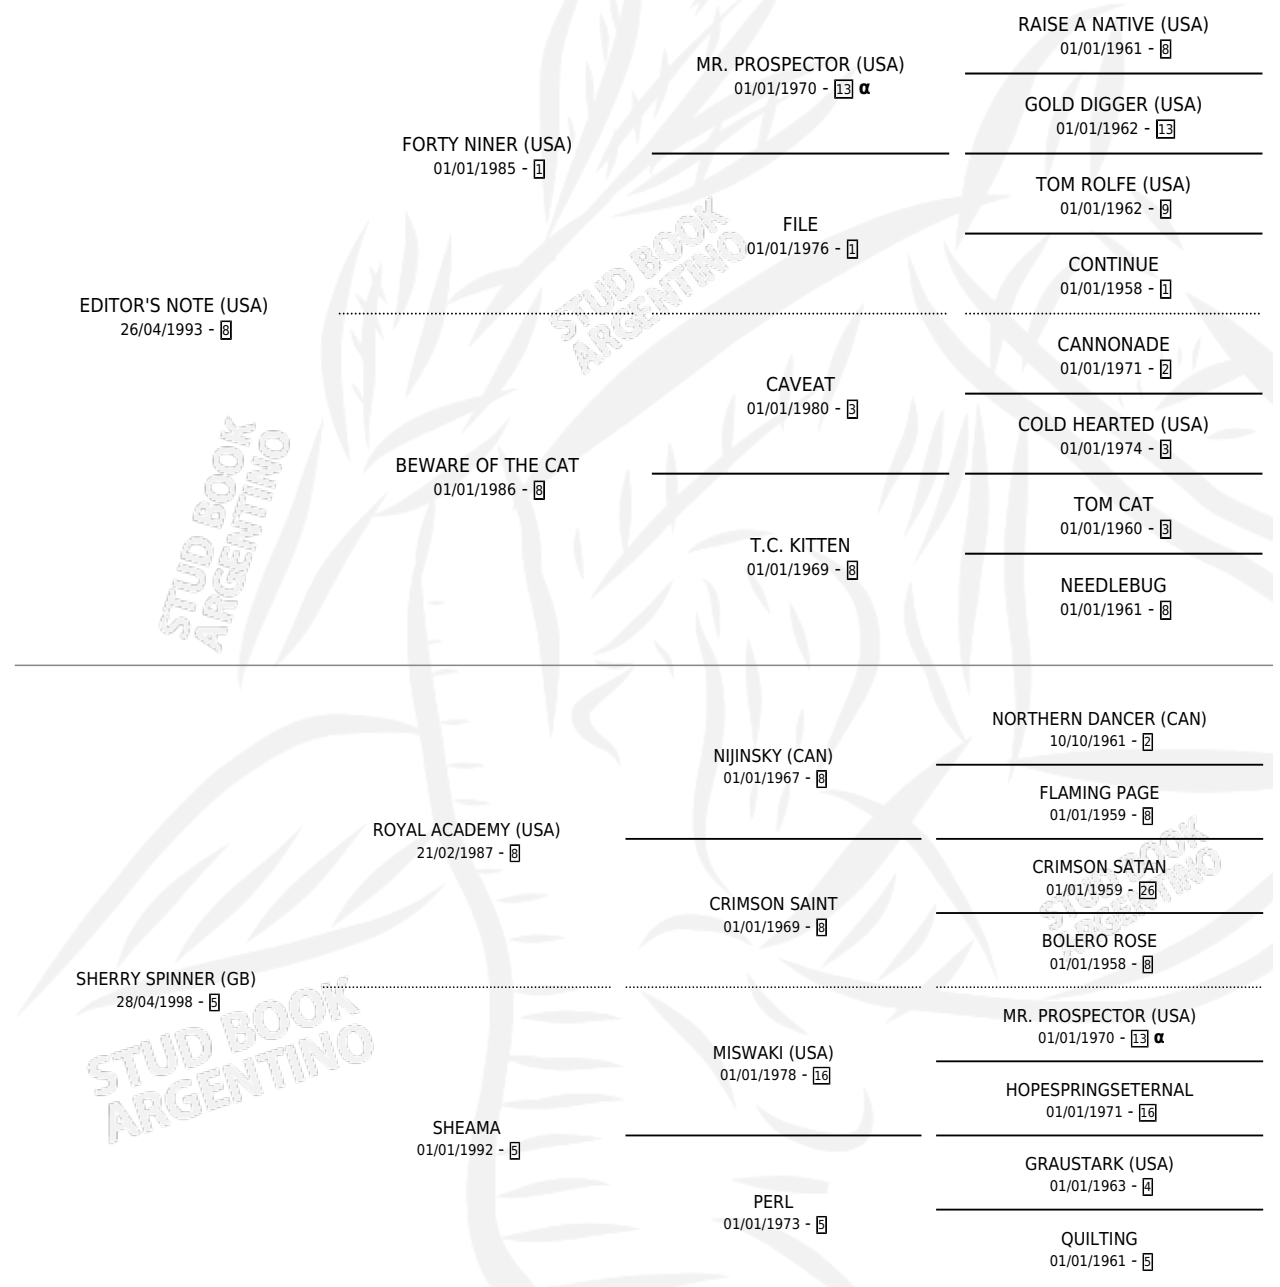 RAISE A NATIVE (USA)
01/01/1961 - 8
MR. PROSPECTOR (USA)
01/01/1970 - 13 α
GOLD DIGGER (USA)
01/01/1962 - 13
FORTY NINER (USA)
01/01/1985 - 1
TOM ROLFE (USA)
01/01/1962 - 9
FILE
01/01/1976 - 1
CONTINUE
01/01/1958 - 1
EDITOR'S NOTE (USA)
26/04/1993 - 8
CANNONADE
01/01/1971 - 2
CAVEAT
01/01/1980 - 3
COLD HEARTED (USA)
01/01/1974 - 3
BEWARE OF THE CAT
01/01/1986 - 8
TOM CAT
01/01/1960 - 3
T.C. KITTEN
01/01/1969 - 8
NEEDLEBUG
01/01/1961 - 8
STUD BOOK
ARGENTINO
STUD BOOK
ARGENTINO
NORTHERN DANCER (CAN)
10/10/1961 - 2
NIJINSKY (CAN)
01/01/1967 - 8
FLAMING PAGE
01/01/1959 - 8
ROYAL ACADEMY (USA)
21/02/1987 - 8
CRIMSON SATAN
01/01/1959 - 26
CRIMSON SAINT
01/01/1969 - 8
BOLERO ROSE
01/01/1958 - 8
SHERRY SPINNER (GB)
28/04/1998 - 5
MR. PROSPECTOR (USA)
01/01/1970 - 13 α
MISWAKI (USA)
01/01/1978 - 16
HOPESPRINGSETERNAL
01/01/1971 - 16
SHEAMA
01/01/1992 - 5
GRAUSTARK (USA)
01/01/1963 - 4
PERL
01/01/1973 - 5
QUILTING
01/01/1961 - 5
STUD BOOK
ARGENTINO
STUD BOOK
ARGENTINO